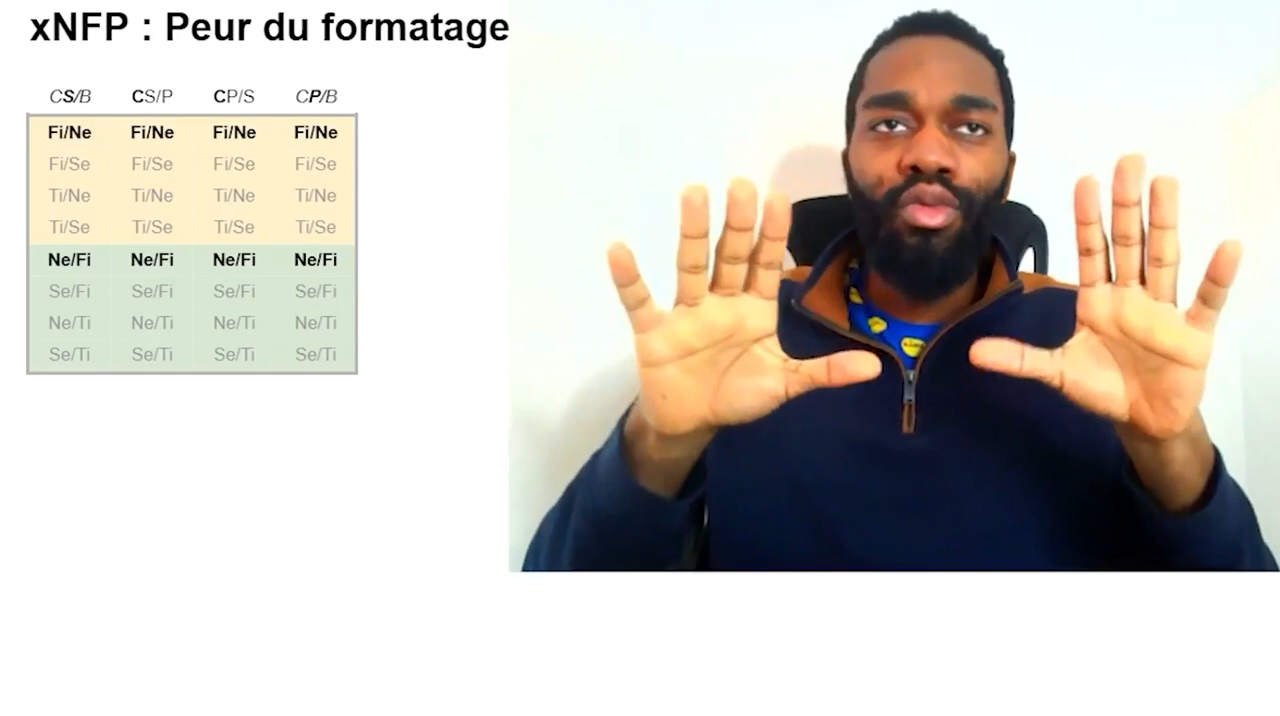 xNFP : Peur du formatage
CS/B CS/P CP/S CP/B
Fi/Ne Fi/Ne Fi/Ne Fi/Ne
Fi/Se Fi/Se Fi/Se Fi/Se
Ti/Ne Ti/Ne Ti/Ne Ti/Ne
Ti/Se Ti/Se Ti/Se Ti/Se
Ne/Fi Ne/Fi Ne/Fi Ne/Fi
Se/Fi Se/Fi Se/Fi Se/Fi
Ne/Ti Ne/Ti Ne/Ti Ne/Ti
Se/Ti Se/Ti Se/Ti Se/Ti